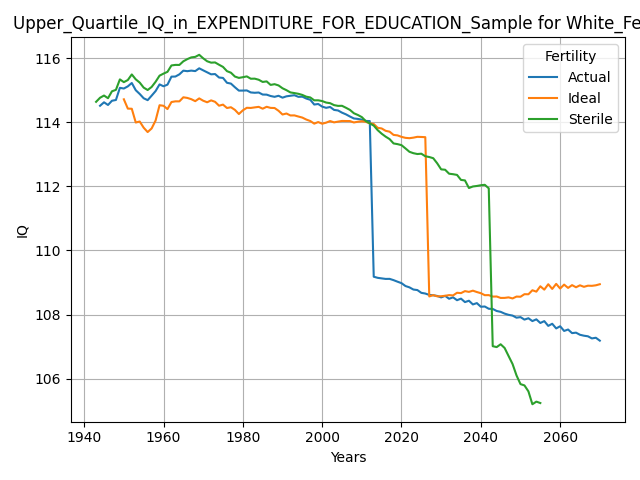 Upper_Quartile_IQ_in_EXPENDITURE_FOR_EDUCATION_Sample for White_Fe
Fertility
Actual
Ideal
Sterile
116
114
112
110
108
106
IQ
1940 1960 1980 2000 2020 2040 2060
Years